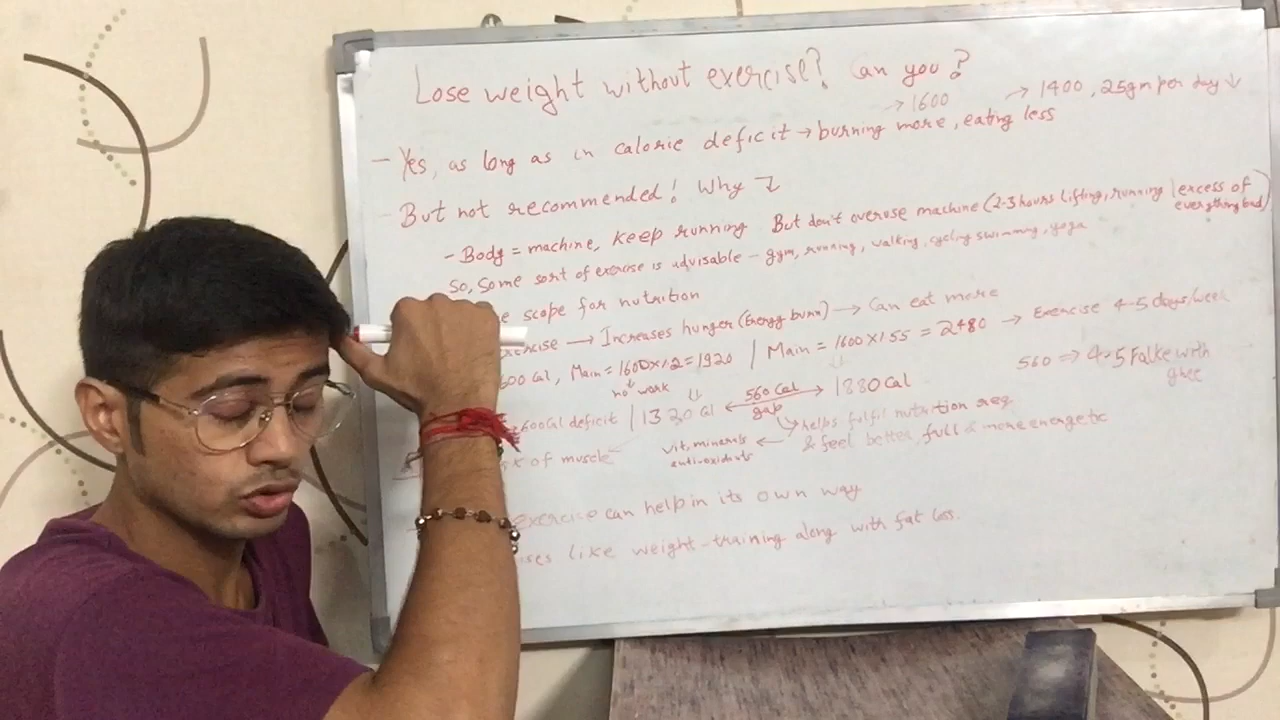 Lose weight without exercise? Can you?
→ 1600 → 1400, 25gm per day ↓
- Yes, as long as in calorie deficit → burning more, eating less
- But not recommended! Why
- Body = machine, keep running But don't overuse machine (2-3 hours lifting, running | excess of everything bad)
So, some sort of exercise is advisable - gym, running, walking, cycling swimming, yoga
scope for nutrition
→ Increases hunger (Energy burn) → Can eat more
Cal, Main = 1600x1.2=1920 | Main = 1600x1.55 = 2480 → Exercise 4-5 days/week
no work
560 ⇒ 4-5 Fulke with ghee
600Cal deficit | 1320 Cal ← 560 Cal gap → 1880 Cal
helps fulfil nutrition req
of muscle vit, minerals ← & feel better, full & more energetic
anti-oxidants
exercise can help in its own way
like weight-training along with fat loss.